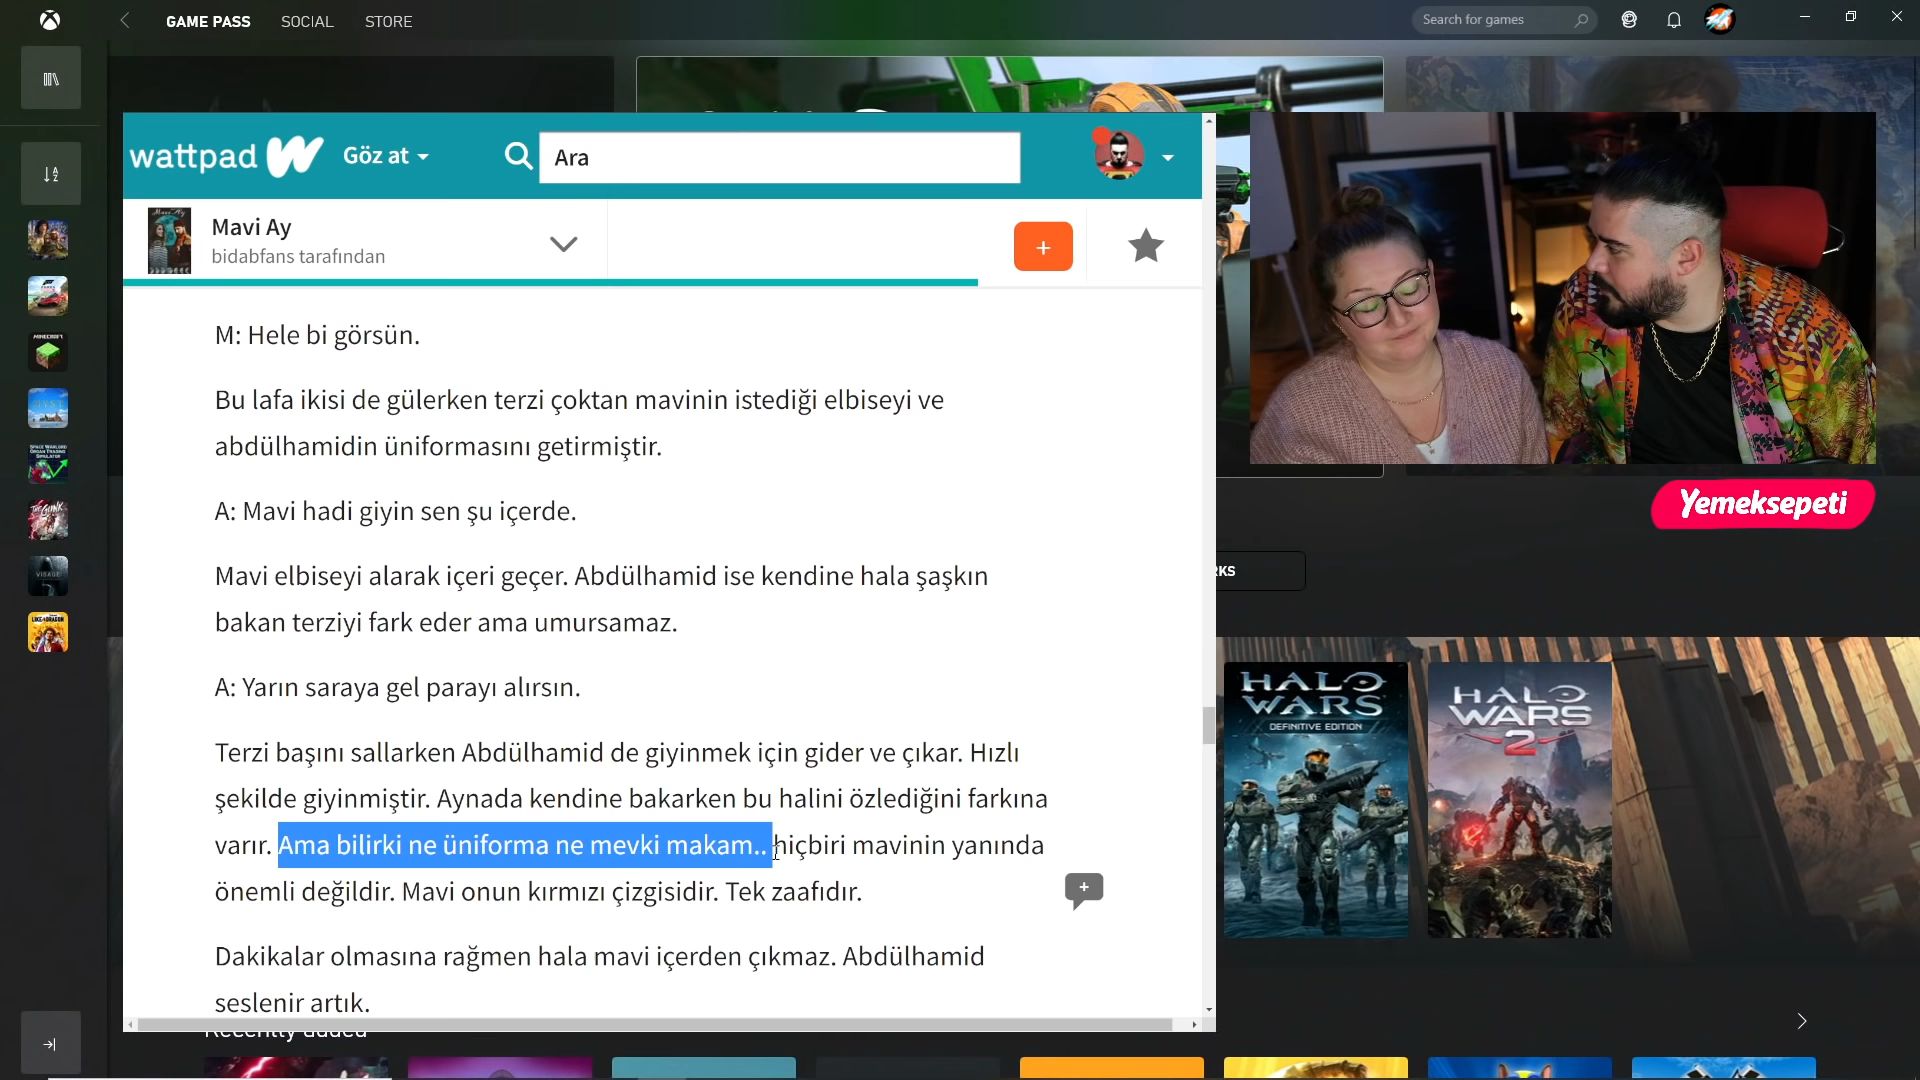 GAME PASS
SOCIAL
STORE
Search for games
wattpad
Göz at
Ara
Mavi Ay
bidabfans tarafından
M: Hele bi görsün.
Bu lafa ikisi de gülerken terzi çoktan mavinin istediği elbiseyi ve
abdülhamidin üniformasını getirmiştir.
A: Mavi hadi giyin sen şu içerde.
Mavi elbiseyi alarak içeri geçer. Abdülhamid ise kendine hala şaşkın
bakan terziyi fark eder ama umursamaz.
A: Yarın saraya gel parayı alırsın.
Terzi başını sallarken Abdülhamid de giyinmek için gider ve çıkar. Hızlı
şekilde giyinmiştir. Aynada kendine bakarken bu halini özlediğini farkına
varır. Ama bilirki ne üniforma ne mevki makam.. hiçbiri mavinin yanında
önemli değildir. Mavi onun kırmızı çizgisidir. Tek zaafıdır.
Dakikalar olmasına rağmen hala mavi içerden çıkmaz. Abdülhamid
seslenir artık.
Yemeksepeti
HALO
WARS
DEFINITIVE EDITION
HALO
WARS
2
Recently added
MINECRAFT
VISAGE